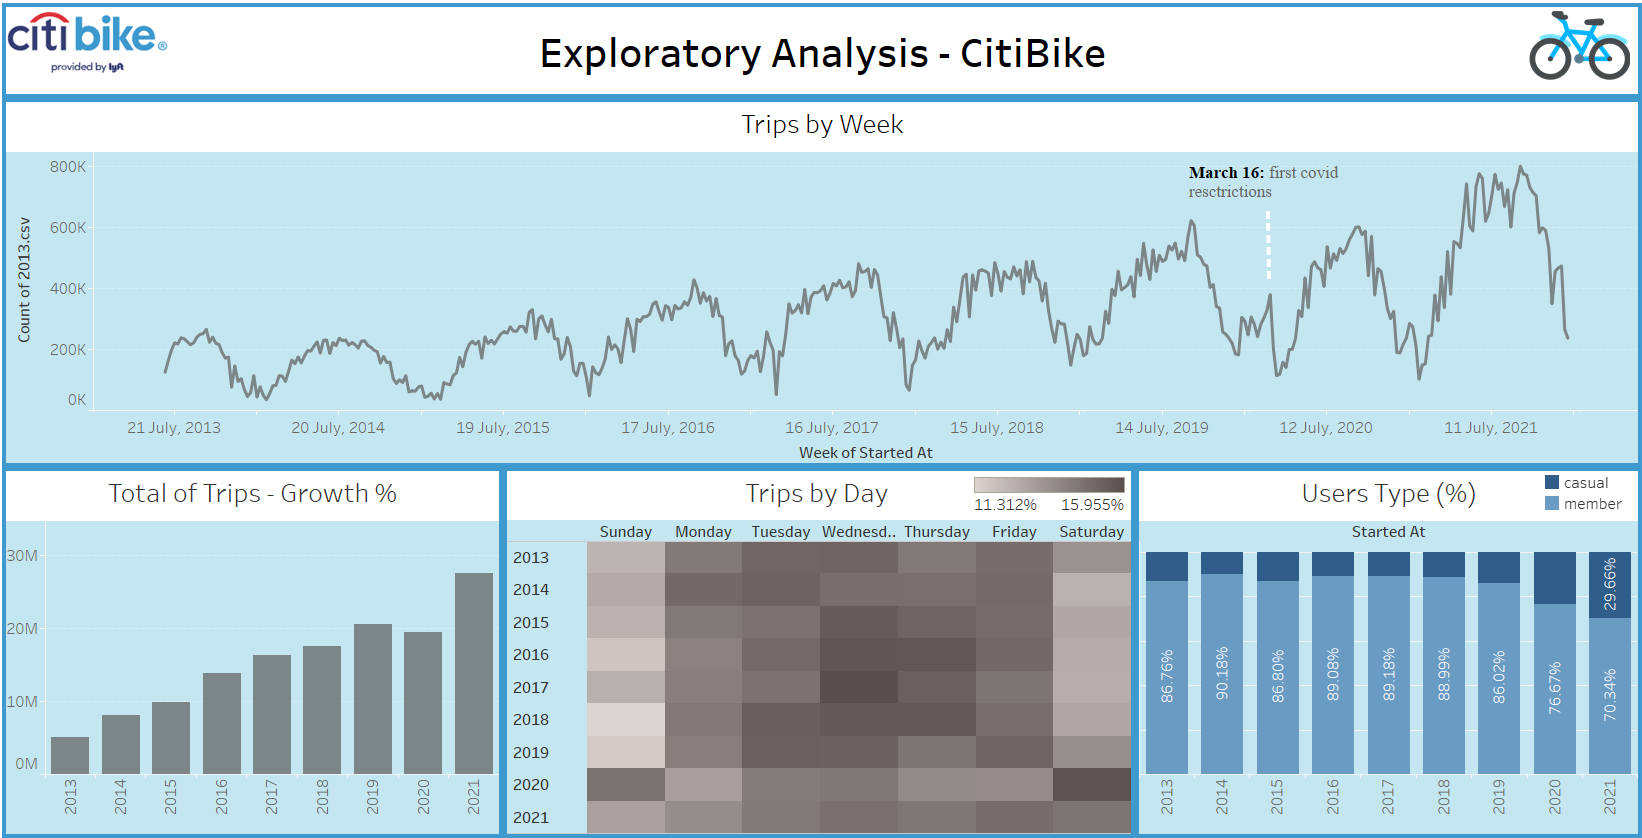 citi bike®
provided by lyft
Exploratory Analysis - CitiBike
Trips by Week
Count of 2013.csv
800K
600K
400K
200K
0K
March 16: first covid
resctrictions
21 July, 2013
20 July, 2014
19 July, 2015
17 July, 2016
16 July, 2017
15 July, 2018
14 July, 2019
12 July, 2020
11 July, 2021
Week of Started At
Total of Trips - Growth %
30M
20M
10M
0M
2013
2014
2015
2016
2017
2018
2019
2020
2021
Trips by Day
11.312%
15.955%
Sunday
Monday
Tuesday
Wednesd..
Thursday
Friday
Saturday
2013
2014
2015
2016
2017
2018
2019
2020
2021
Users Type (%)
casual
member
Started At
86.76%
90.18%
86.80%
89.08%
89.18%
88.99%
86.02%
76.67%
29.66%
70.34%
2013
2014
2015
2016
2017
2018
2019
2020
2021